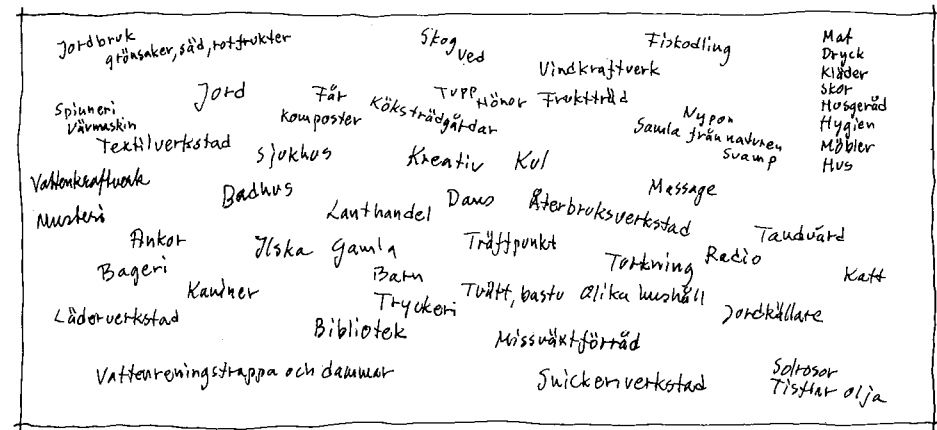 Jordbruk
grönsaker, säd, rotfrukter
Skog
Ved
Fiskodling
Vindkraftverk
Mat
Dryck
Kläder
Skor
Husgeråd
Hygien
Möbler
Hus
Spinneri
Vävmaskin
Textilverkstad
Jord
Får
Komposter
Köksträdgårdar
Tupp
Hönor
Fruktträd
Nypon
Samla från naturen
Svamp
Sjukhus
Kreativ
Kul
Vattenkraftverk
Badhus
Massage
Musteri
Lanthandel
Dans
Återbruksverkstad
Tandvård
Ankor
Ilska
Gamla
Träffpunkt
Torkning
Radio
Bageri
Barn
Katt
Kaniner
Tryckeri
Tvätt, bastu
Olika hushåll
Jordkällare
Läderverkstad
Bibliotek
Missväxtförråd
Vattenreningstrappa och dammar
Snickeriverkstad
Solrosor
Tistlar olja